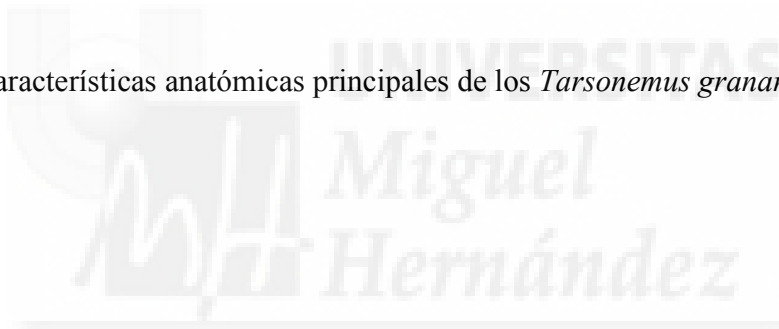 UNIVERSITAS
aracterísticas anatómicas principales de los Tarsonemus granar
Miguel
Hernández